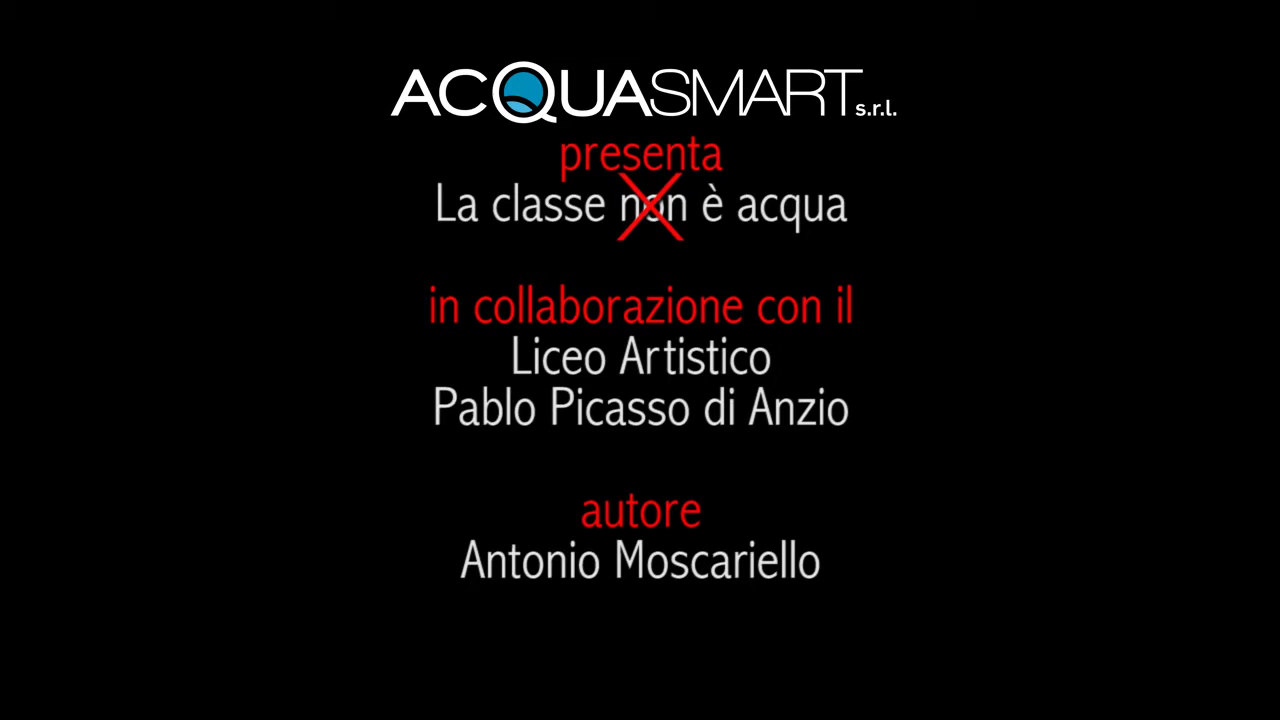 ACQUASMART s.r.l.
presenta
La classe non è acqua
in collaborazione con il
Liceo Artistico
Pablo Picasso di Anzio
autore
Antonio Moscariello